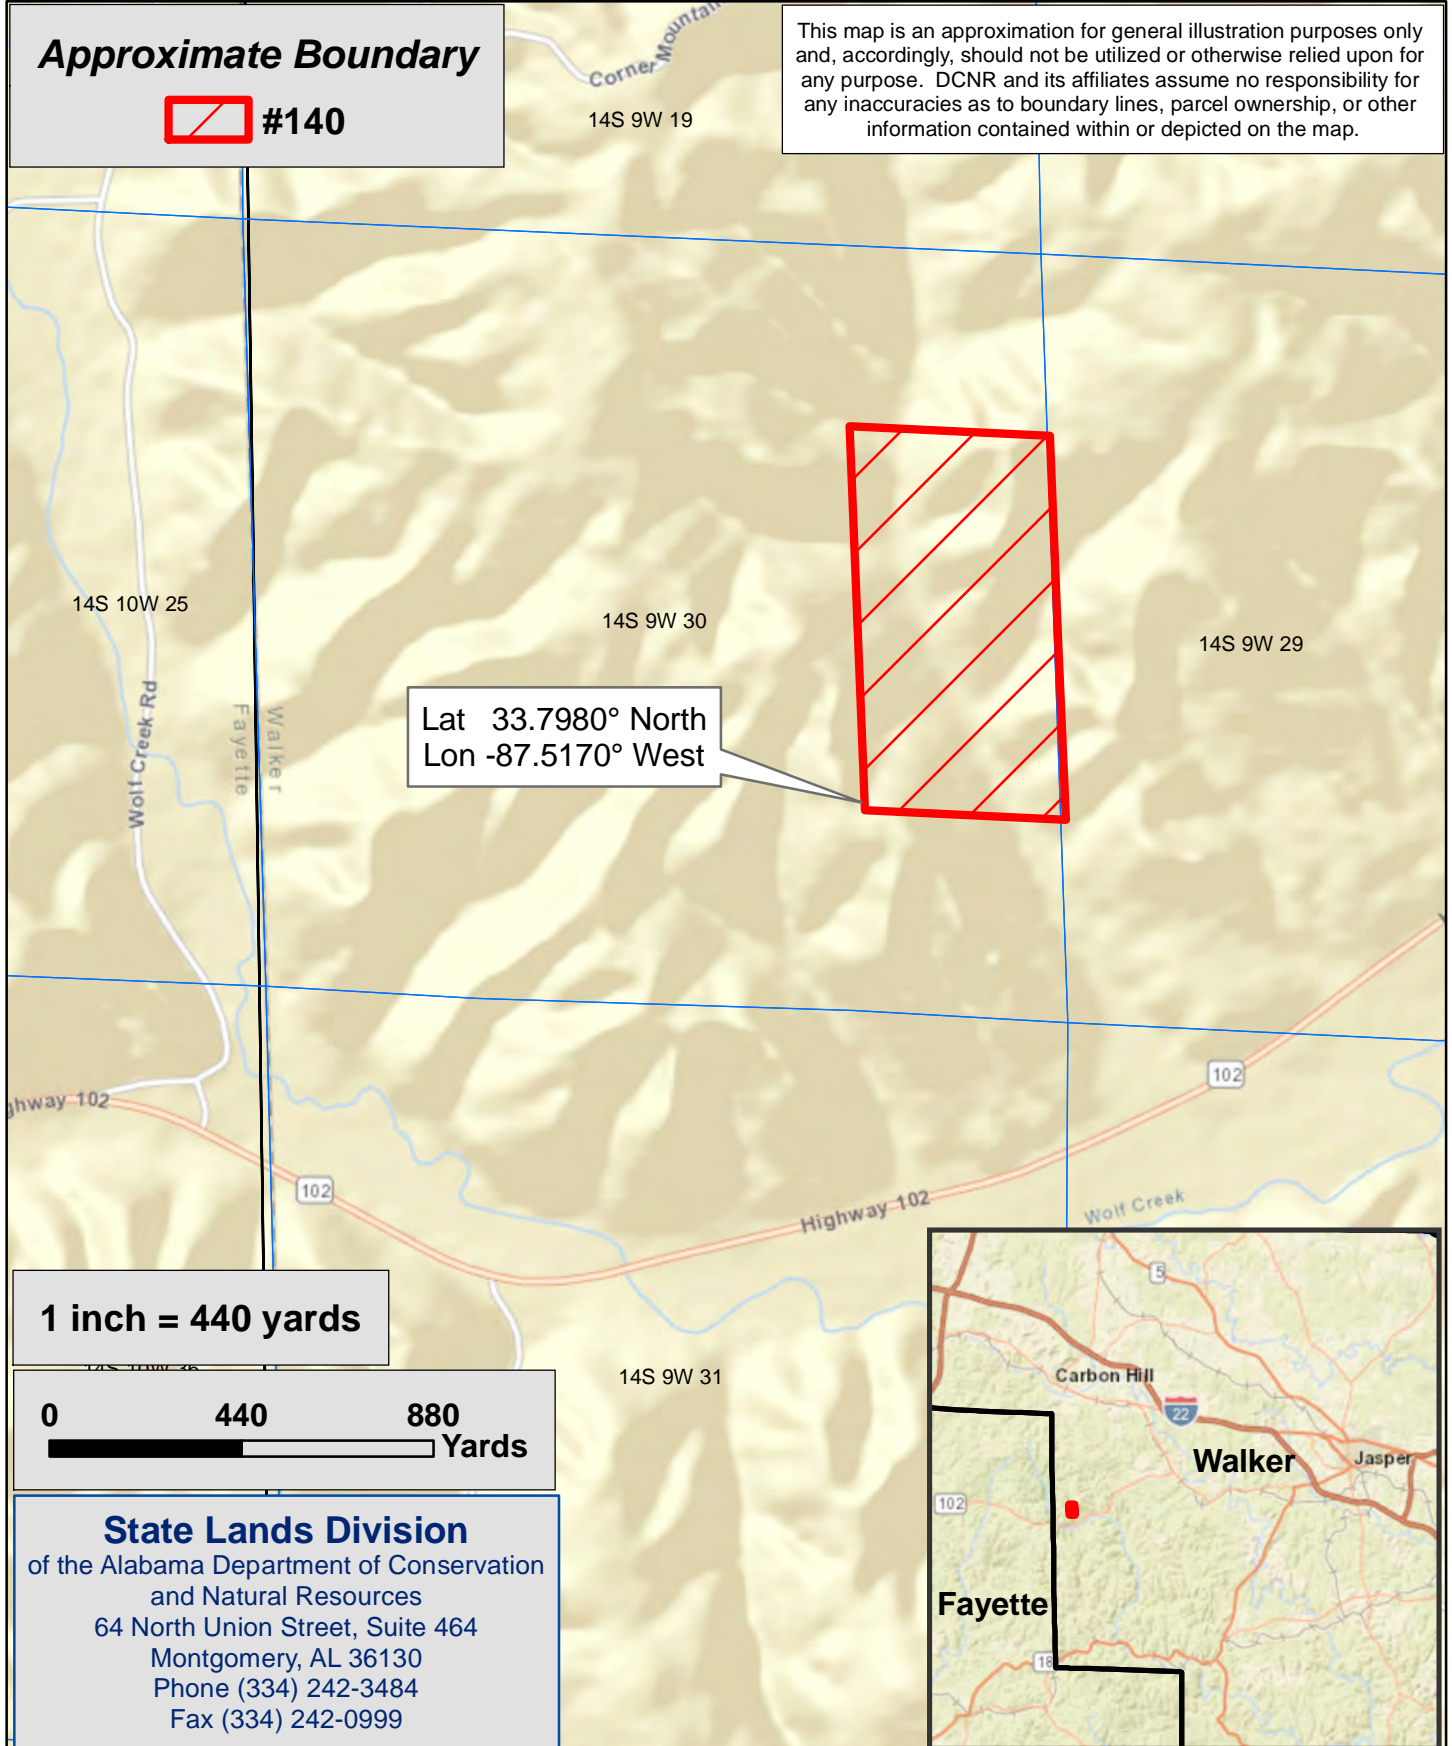 Approximate Boundary
#140
This map is an approximation for general illustration purposes only
and, accordingly, should not be utilized or otherwise relied upon for
any purpose. DCNR and its affiliates assume no responsibility for
any inaccuracies as to boundary lines, parcel ownership, or other
information contained within or depicted on the map.
Corner Mountain
14S 9W 19
14S 10W 25
14S 9W 30
14S 9W 29
Wolf Creek Rd
Fayette
Walker
Lat 33.7980° North
Lon -87.5170° West
ghway 102
102
102
Highway 102
Wolf Creek
1 inch = 440 yards
14S 10W 36
14S 9W 31
0 440 880
Yards
State Lands Division
of the Alabama Department of Conservation
and Natural Resources
64 North Union Street, Suite 464
Montgomery, AL 36130
Phone (334) 242-3484
Fax (334) 242-0999
5
Carbon Hill
22
Walker
Jasper
102
Fayette
18